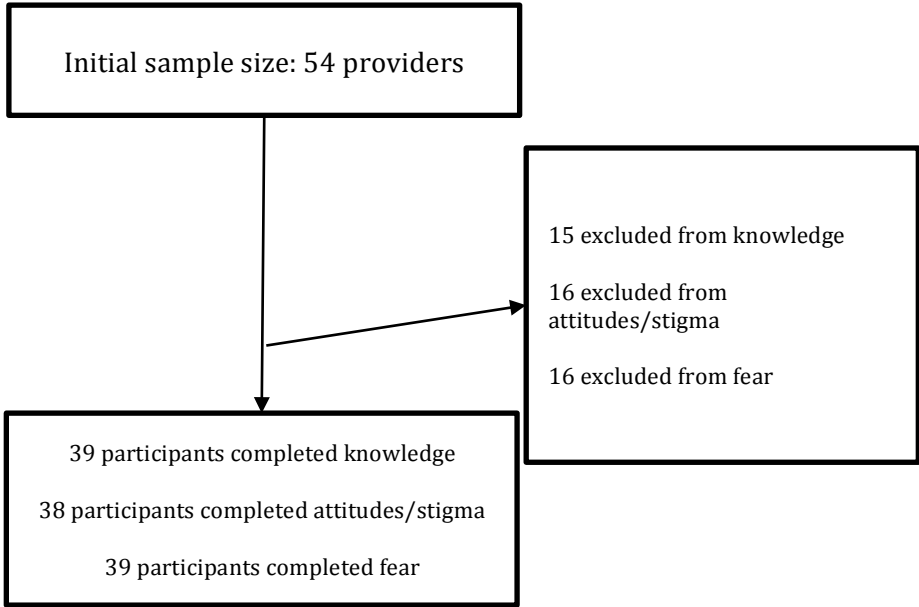 Initial sample size: 54 providers
15 excluded from knowledge
16 excluded from
attitudes/stigma
16 excluded from fear
39 participants completed knowledge
38 participants completed attitudes/stigma
39 participants completed fear